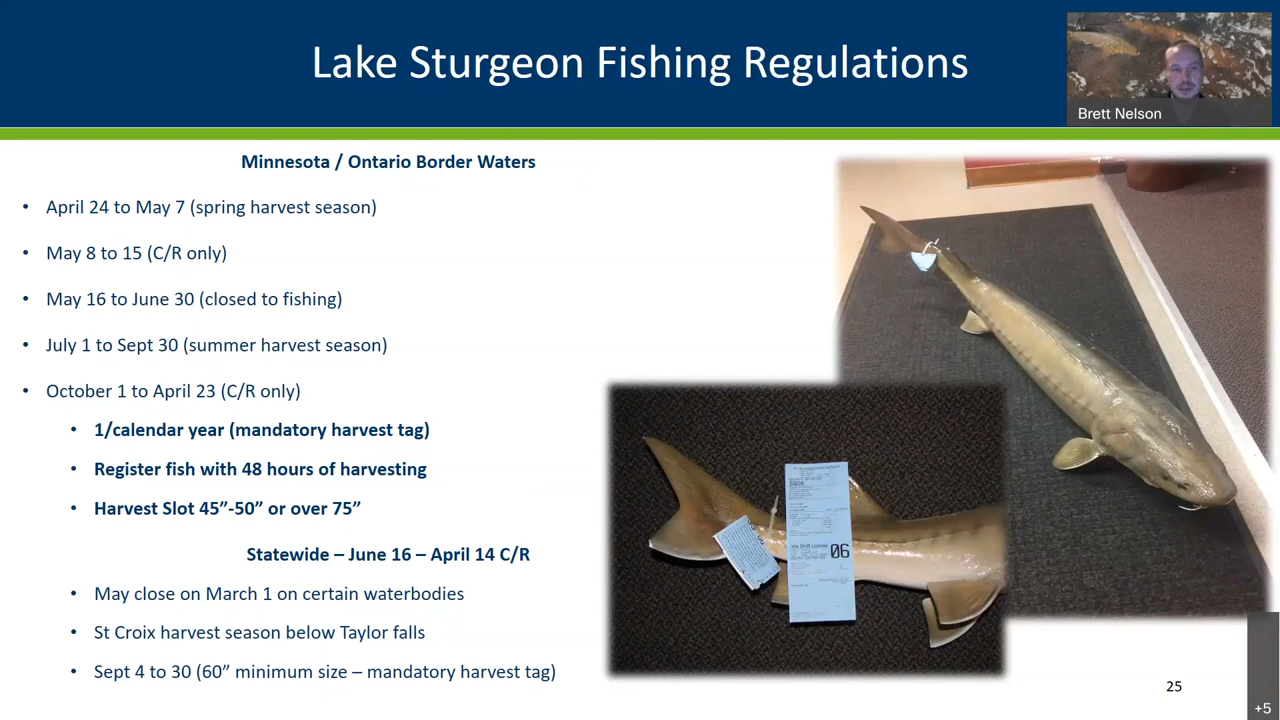 Lake Sturgeon Fishing Regulations
Brett Nelson
Minnesota / Ontario Border Waters
• April 24 to May 7 (spring harvest season)
• May 8 to 15 (C/R only)
• May 16 to June 30 (closed to fishing)
• July 1 to Sept 30 (summer harvest season)
• October 1 to April 23 (C/R only)
• 1/calendar year (mandatory harvest tag)
• Register fish with 48 hours of harvesting
• Harvest Slot 45”-50” or over 75”
Statewide – June 16 – April 14 C/R
• May close on March 1 on certain waterbodies
• St Croix harvest season below Taylor falls
• Sept 4 to 30 (60” minimum size – mandatory harvest tag)
06
25
+5